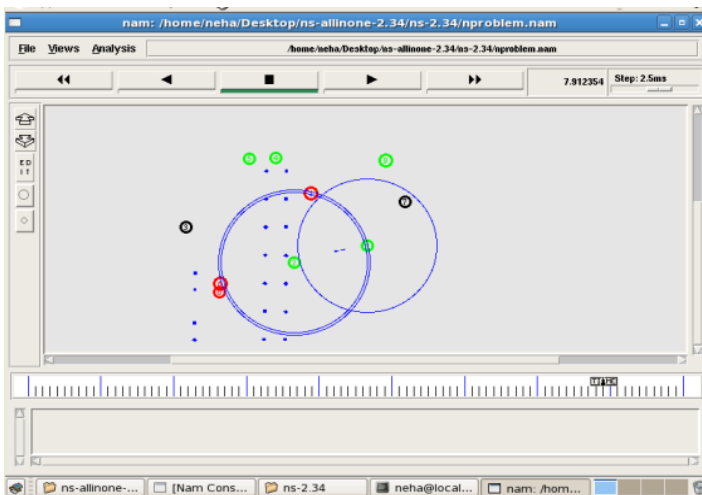 nam: /home/neha/Desktop/ns-allinone-2.34/ns-2.34/nproblem.nam
File Views Analysis /home/neha/Desktop/ns-allinone-2.34/ns-2.34/nproblem.nam
7.912354 Step: 2.5ms
ED
IT
ns-allinone-... [Nam Cons... ns-2.34 neha@local... nam: /hom...